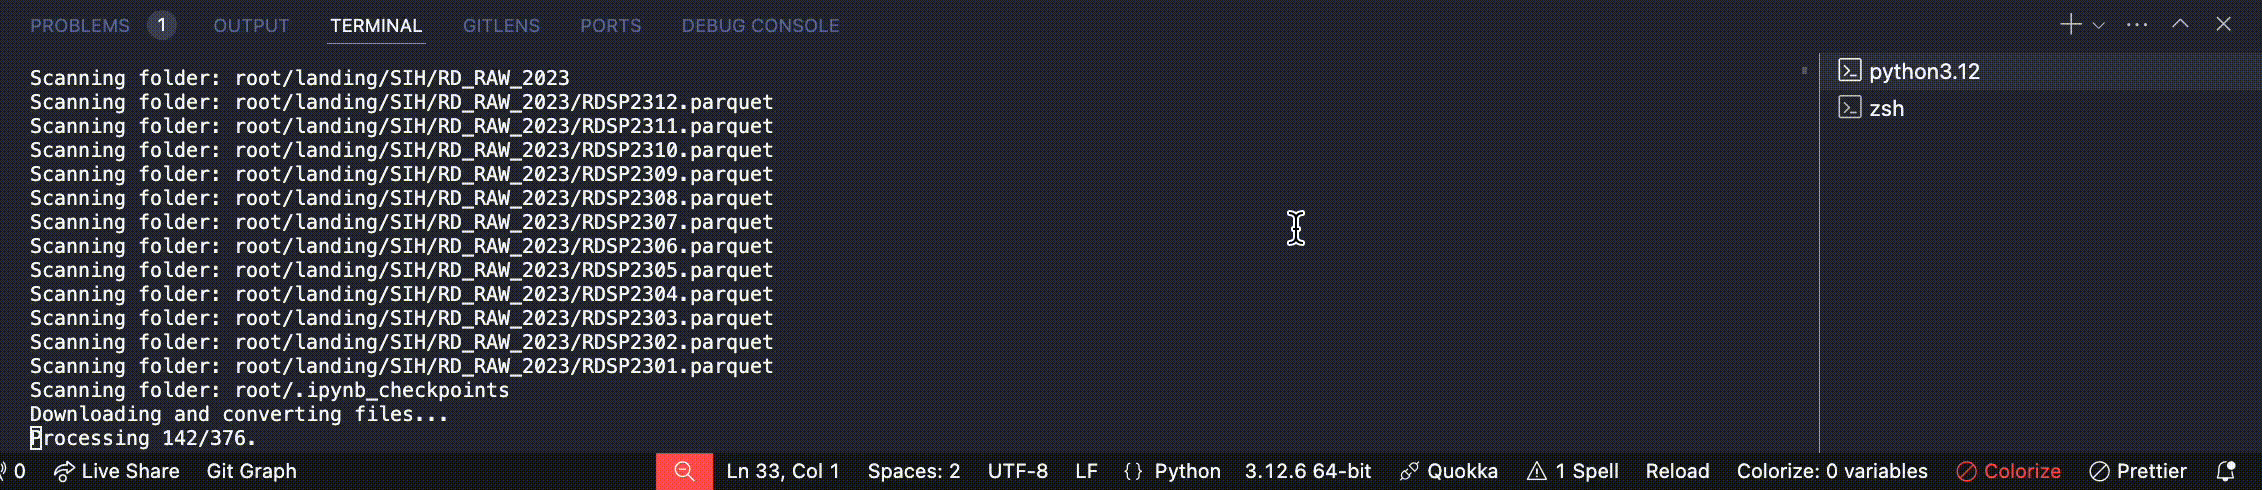 PROBLEMS 1 OUTPUT TERMINAL GITLENS PORTS DEBUG CONSOLE
Scanning folder: root/landing/SIH/RD_RAW_2023
Scanning folder: root/landing/SIH/RD_RAW_2023/RDSP2312.parquet
Scanning folder: root/landing/SIH/RD_RAW_2023/RDSP2311.parquet
Scanning folder: root/landing/SIH/RD_RAW_2023/RDSP2310.parquet
Scanning folder: root/landing/SIH/RD_RAW_2023/RDSP2309.parquet
Scanning folder: root/landing/SIH/RD_RAW_2023/RDSP2308.parquet
Scanning folder: root/landing/SIH/RD_RAW_2023/RDSP2307.parquet
Scanning folder: root/landing/SIH/RD_RAW_2023/RDSP2306.parquet
Scanning folder: root/landing/SIH/RD_RAW_2023/RDSP2305.parquet
Scanning folder: root/landing/SIH/RD_RAW_2023/RDSP2304.parquet
Scanning folder: root/landing/SIH/RD_RAW_2023/RDSP2303.parquet
Scanning folder: root/landing/SIH/RD_RAW_2023/RDSP2302.parquet
Scanning folder: root/landing/SIH/RD_RAW_2023/RDSP2301.parquet
Scanning folder: root/.ipynb_checkpoints
Downloading and converting files...
Processing 142/376.
python3.12
zsh
0 Live Share Git Graph Ln 33, Col 1 Spaces: 2 UTF-8 LF {} Python 3.12.6 64-bit Quokka 1 Spell Reload Colorize: 0 variables Colorize Prettier